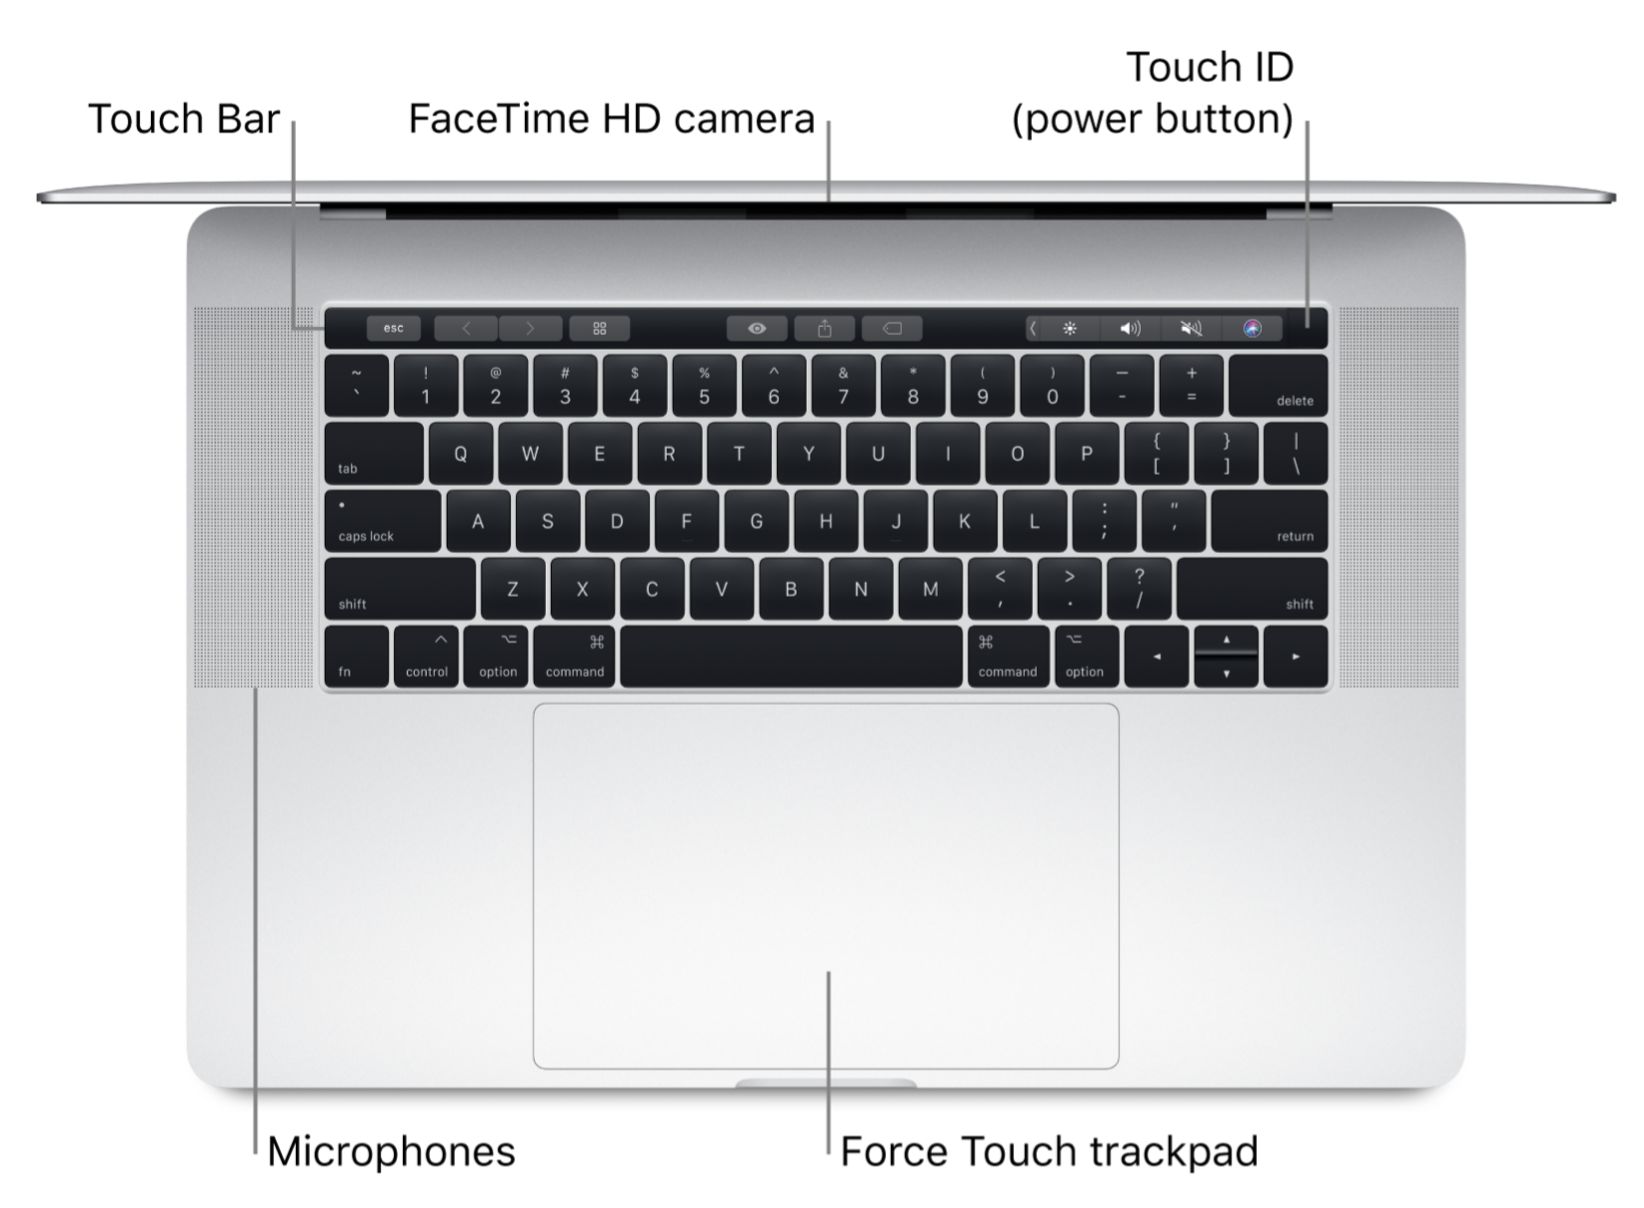 Touch ID
Touch Bar FaceTime HD camera (power button)
esc
~ ! @ # $ % ^ & * ( ) — +
` 1 2 3 4 5 6 7 8 9 0 - = delete
tab Q W E R T Y U I O P { [ } ] | \
caps lock A S D F G H J K L : ; " ' return
shift Z X C V B N M < , > . ? / shift
fn control option ⌘ command ⌘ command option
Microphones Force Touch trackpad